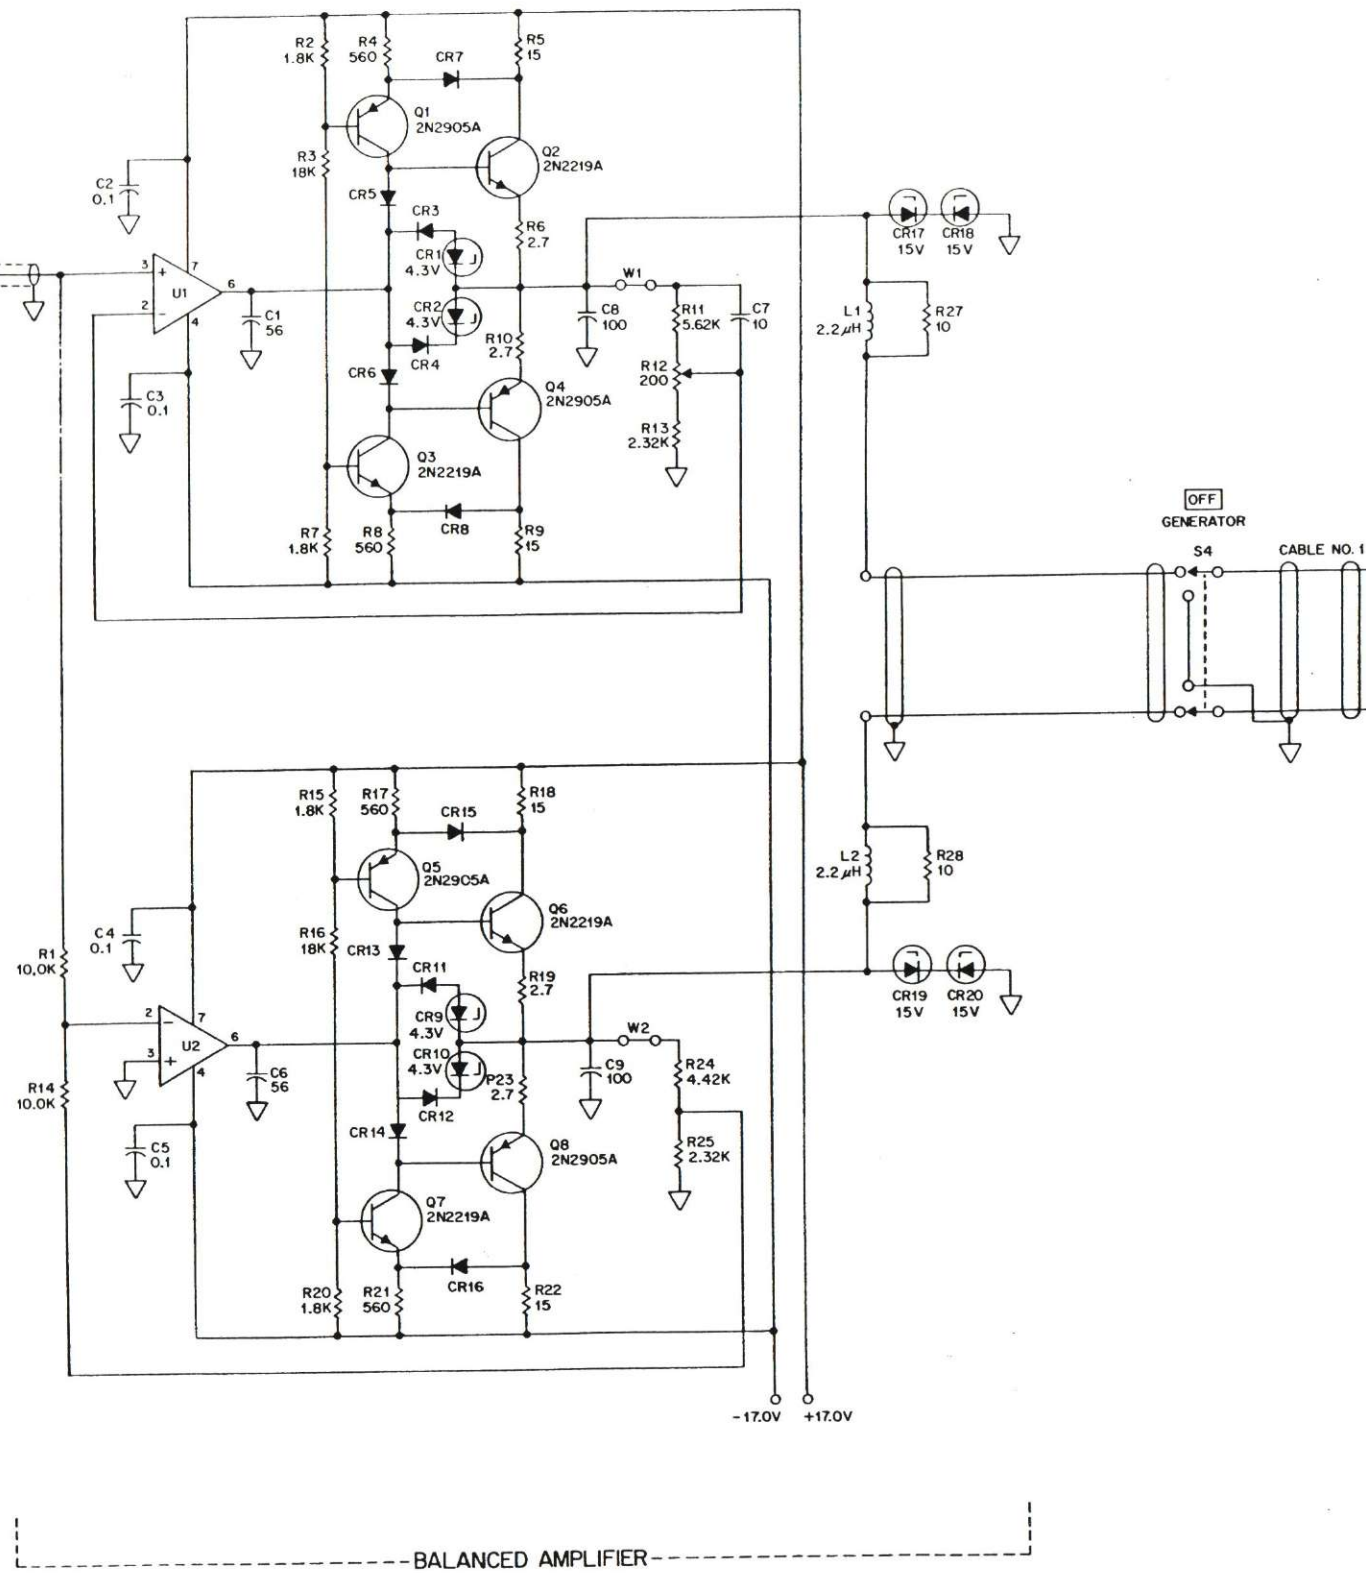 R2
1.8K
R4
560
CR7
R5
15
Q1
2N2905A
Q2
2N2219A
R3
18K
C2
0.1
CR5
CR3
CR1
4.3V
R6
2.7
CR17
15V
CR18
15V
3
+
7
U1
6
2
-
4
C1
56
CR2
4.3V
CR4
R10
2.7
W1
C8
100
R11
5.62K
C7
10
L1
2.2µH
R27
10
C3
0.1
CR6
Q4
2N2905A
R12
200
R13
2.32K
Q3
2N2219A
R7
1.8K
R8
560
CR8
R9
15
OFF
GENERATOR
S4
CABLE NO. 1
R15
1.8K
R17
560
CR15
R18
15
Q5
2N2905A
Q6
2N2219A
L2
2.2µH
R28
10
C4
0.1
R16
18K
CR13
CR11
CR9
4.3V
R19
2.7
R1
10.0K
CR19
15V
CR20
15V
2
-
7
U2
6
3
+
4
C6
56
CR10
4.3V
CR12
P23
2.7
W2
C9
100
R24
4.42K
R14
10.0K
C5
0.1
CR14
Q8
2N2905A
R25
2.32K
Q7
2N2219A
R20
1.8K
R21
560
CR16
R22
15
-17.0V
+17.0V
BALANCED AMPLIFIER